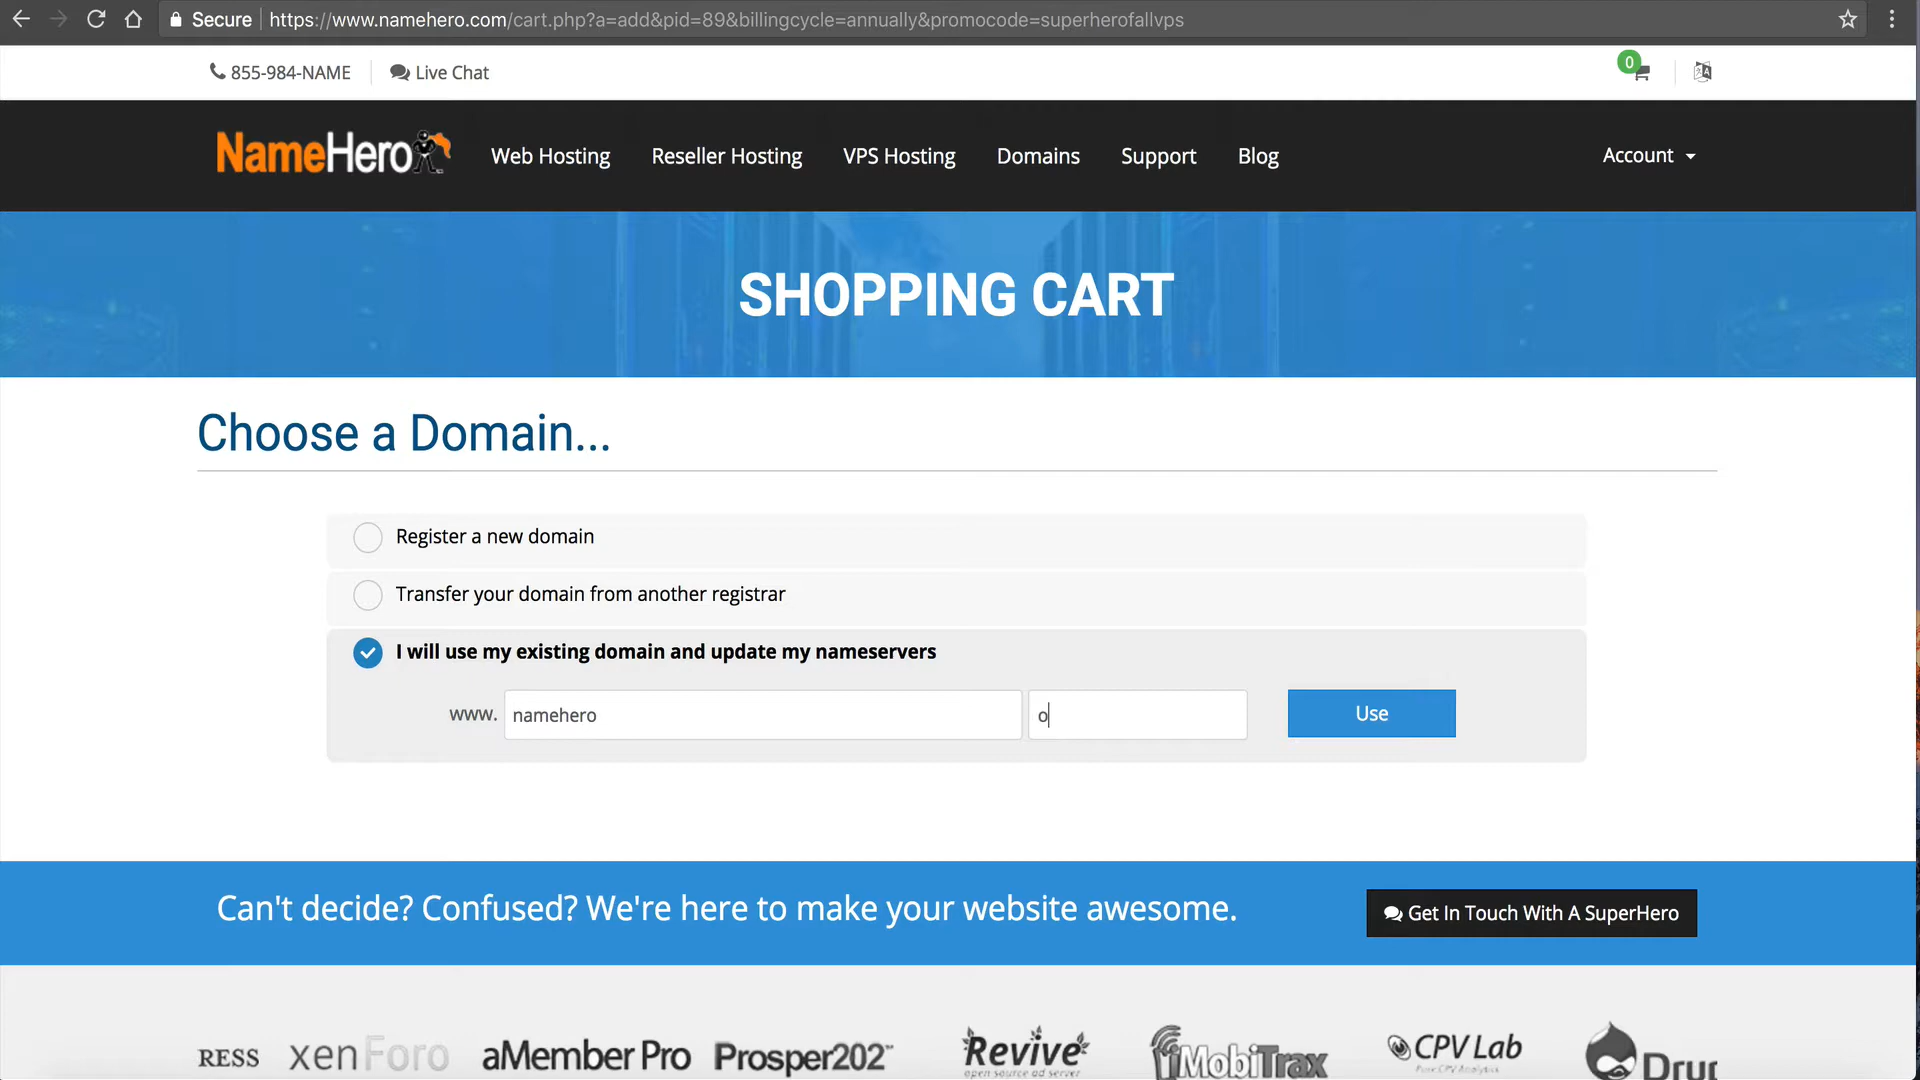 Secure https://www.namehero.com/cart.php?a=add&pid=89&billingcycle=annually&promocode=superherofallvps
855-984-NAME Live Chat 0
NameHero Web Hosting Reseller Hosting VPS Hosting Domains Support Blog Account
SHOPPING CART
Choose a Domain...
Register a new domain
Transfer your domain from another registrar
I will use my existing domain and update my nameservers
www. namehero o Use
Can't decide? Confused? We're here to make your website awesome. Get In Touch With A SuperHero
RESS xenForo aMember Pro Prosper202 Revive iMobiTrax CPV Lab Drup
open source ad server